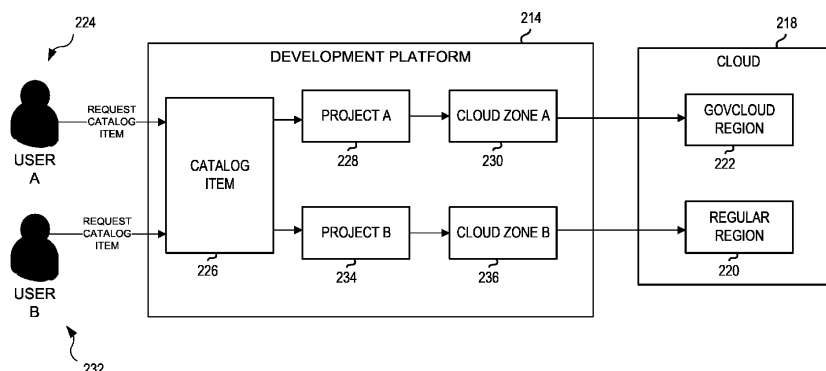 224
214
218
DEVELOPMENT PLATFORM
CLOUD
REQUEST
CATALOG
ITEM
USER
A
CATALOG
ITEM
226
PROJECT A
228
CLOUD ZONE A
230
GOVCLOUD
REGION
222
REQUEST
CATALOG
ITEM
USER
B
PROJECT B
234
CLOUD ZONE B
236
REGULAR
REGION
220
232